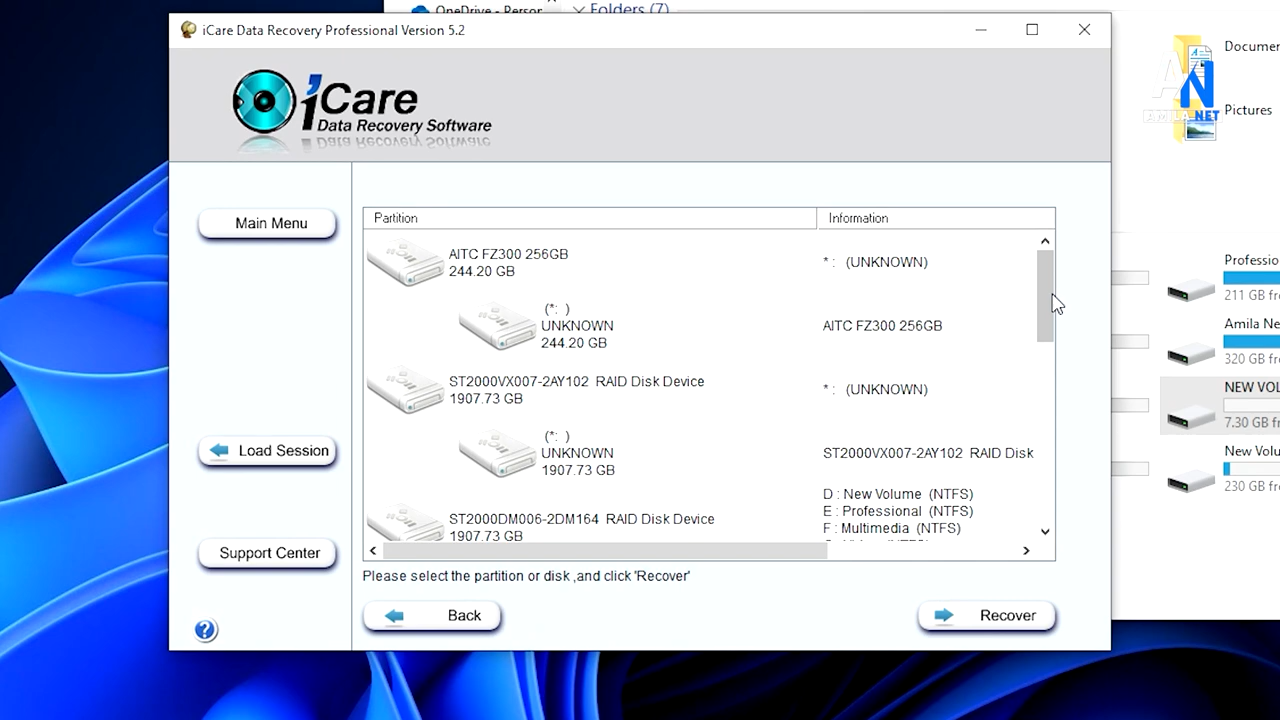 OneDrive - Person
Folders (7)
iCare Data Recovery Professional Version 5.2
iCare
Data Recovery Software
Docume
Pictures
AMILA.NET
Main Menu
Load Session
Support Center
Partition
Information
AITC FZ300 256GB
244.20 GB
* : (UNKNOWN)
(*: )
UNKNOWN
244.20 GB
AITC FZ300 256GB
ST2000VX007-2AY102 RAID Disk Device
1907.73 GB
* : (UNKNOWN)
(*: )
UNKNOWN
1907.73 GB
ST2000VX007-2AY102 RAID Disk
ST2000DM006-2DM164 RAID Disk Device
1907.73 GB
D : New Volume (NTFS)
E : Professional (NTFS)
F : Multimedia (NTFS)
Please select the partition or disk ,and click 'Recover'
Back
Recover
Professio
211 GB fr
Amila Ne
320 GB fr
NEW VOL
7.30 GB f
New Volu
230 GB fr